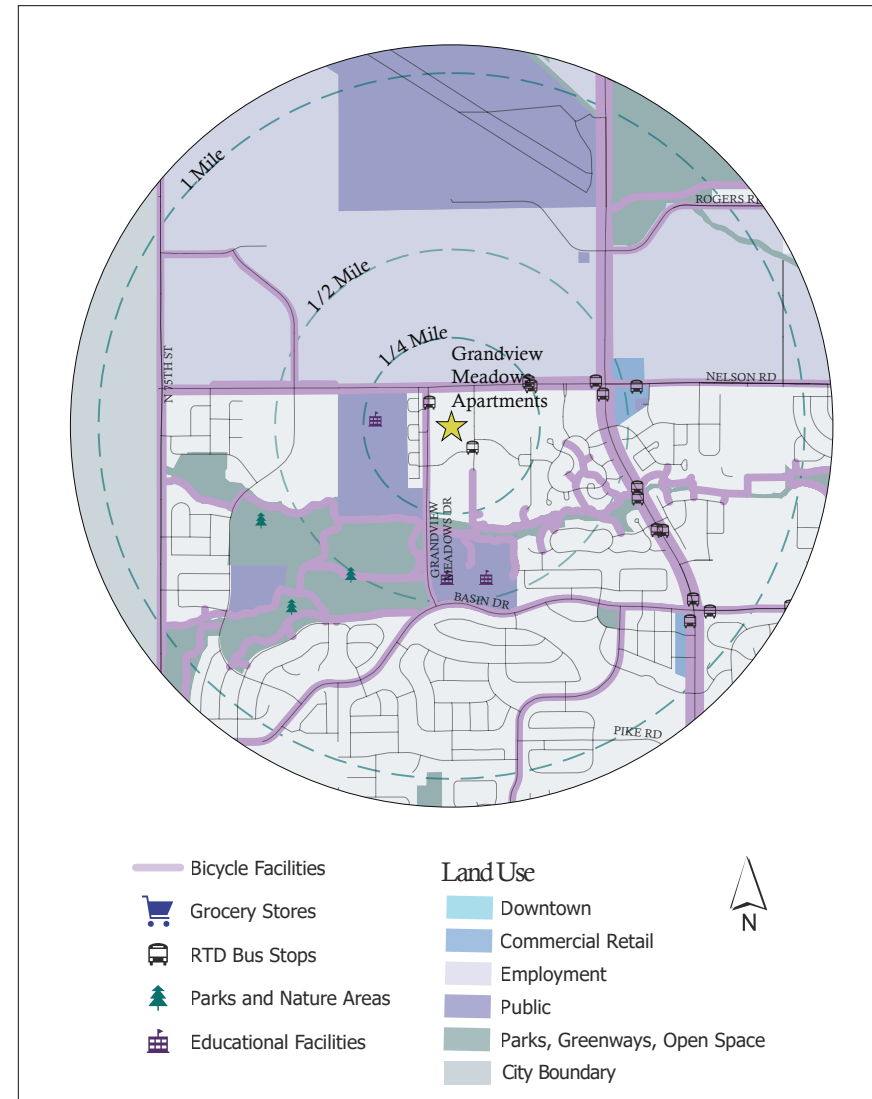 1 Mile
ROGERS RD
1/2 Mile
1/4 Mile
Grandview
Meadows
Apartments
N 75TH ST
NELSON RD
GRANDVIEW
MEADOWS DR
BASIN DR
PIKE RD
Bicycle Facilities
Grocery Stores
RTD Bus Stops
Parks and Nature Areas
Educational Facilities
Land Use
Downtown
Commercial Retail
Employment
Public
Parks, Greenways, Open Space
City Boundary
N